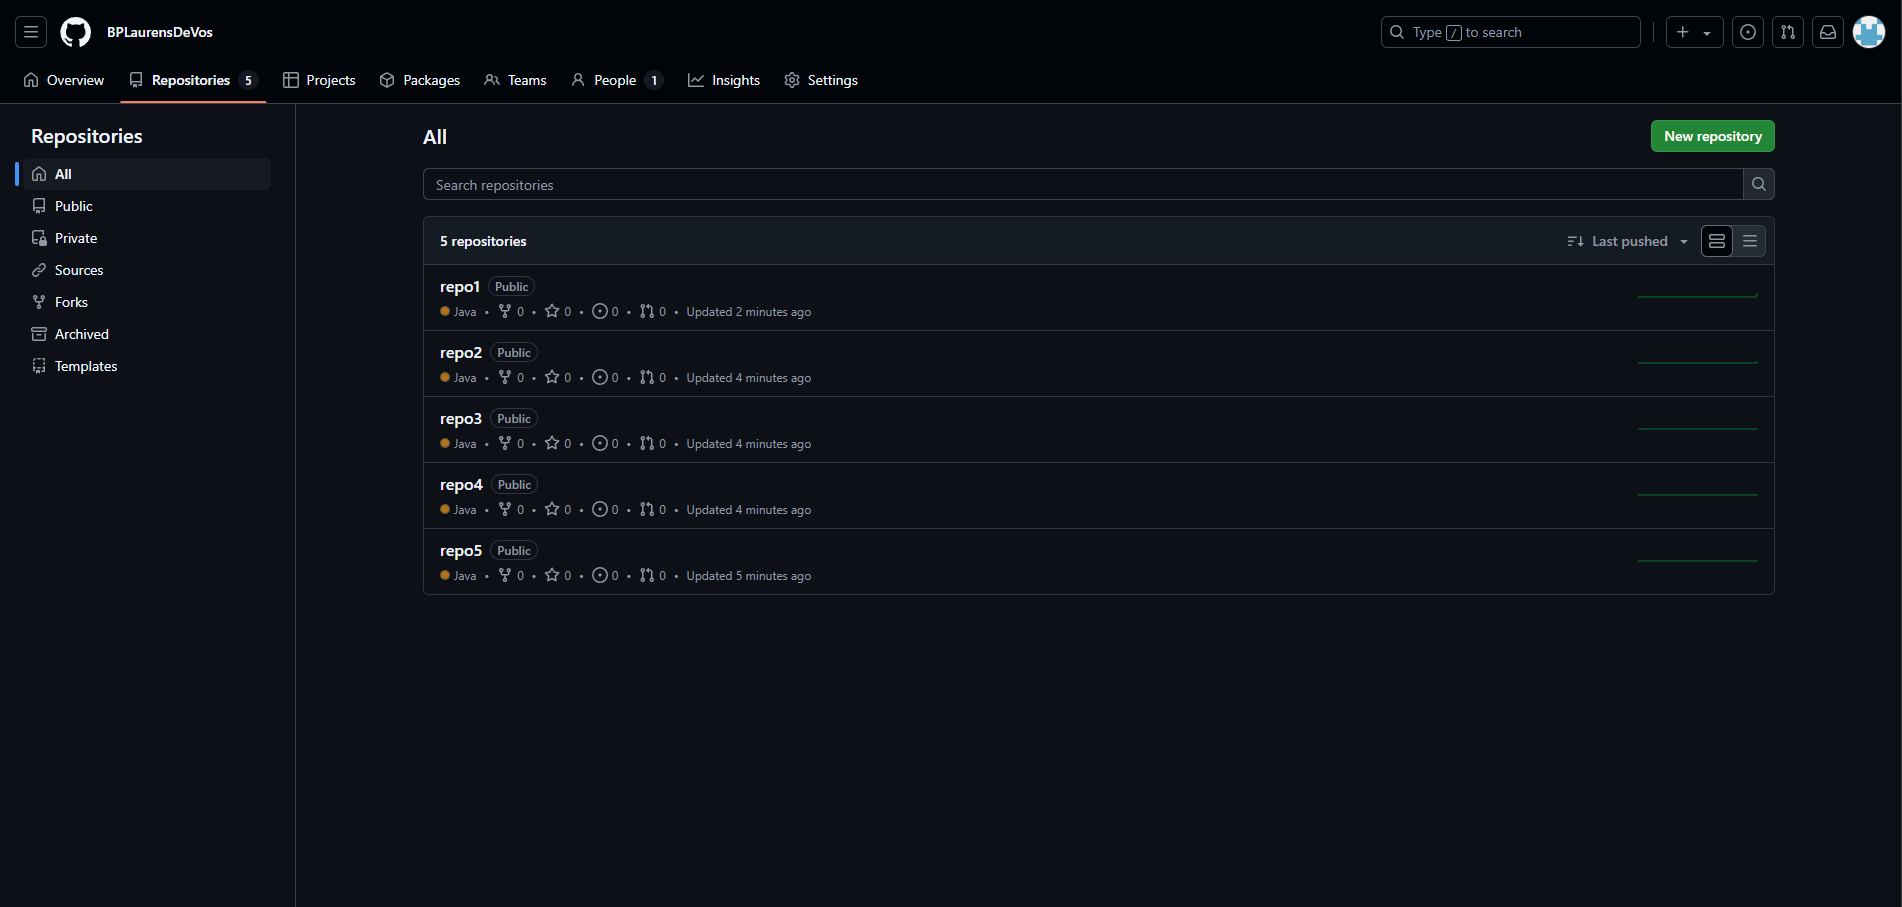 BPLaurensDeVos
Type / to search
Overview Repositories 5 Projects Packages Teams People 1 Insights Settings
Repositories
All
Public
Private
Sources
Forks
Archived
Templates
All
New repository
Search repositories
5 repositories
Last pushed
repo1 Public
Java • 0 • 0 • 0 • 0 • Updated 2 minutes ago
repo2 Public
Java • 0 • 0 • 0 • 0 • Updated 4 minutes ago
repo3 Public
Java • 0 • 0 • 0 • 0 • Updated 4 minutes ago
repo4 Public
Java • 0 • 0 • 0 • 0 • Updated 4 minutes ago
repo5 Public
Java • 0 • 0 • 0 • 0 • Updated 5 minutes ago